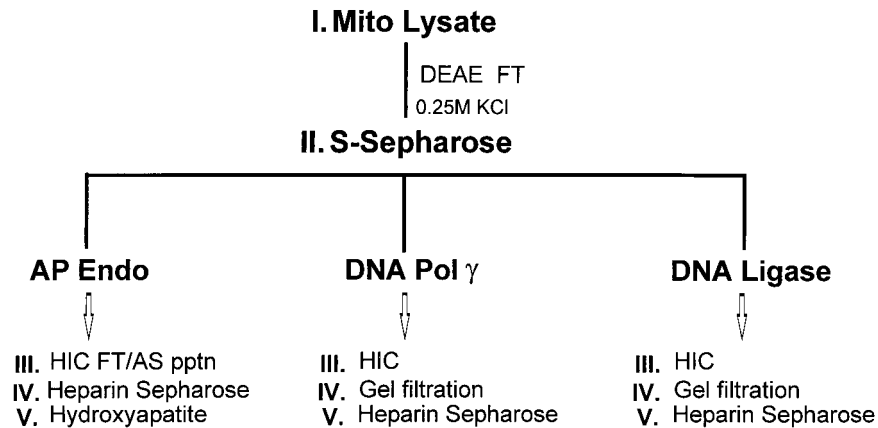 I. Mito Lysate
DEAE FT
0.25M KCl
II. S-Sepharose
AP Endo
III. HIC FT/AS pptn
IV. Heparin Sepharose
V. Hydroxyapatite
DNA Pol γ
III. HIC
IV. Gel filtration
V. Heparin Sepharose
DNA Ligase
III. HIC
IV. Gel filtration
V. Heparin Sepharose